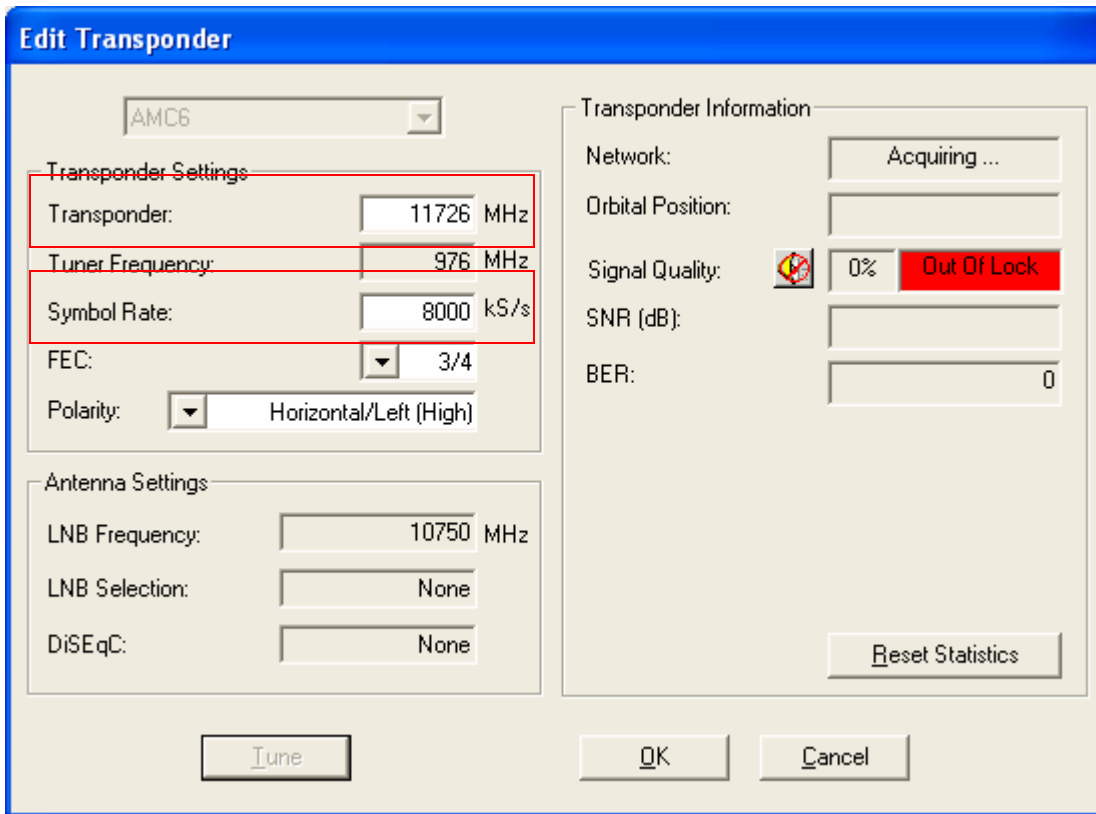 Edit Transponder
AMC6
Transponder Settings
Transponder: 11726 MHz
Tuner Frequency: 976 MHz
Symbol Rate: 8000 kS/s
FEC: 3/4
Polarity: Horizontal/Left (High)
Antenna Settings
LNB Frequency: 10750 MHz
LNB Selection: None
DiSEqC: None
Tune
Transponder Information
Network: Acquiring ...
Orbital Position:
Signal Quality: 0% Out Of Lock
SNR (dB):
BER: 0
Reset Statistics
OK
Cancel